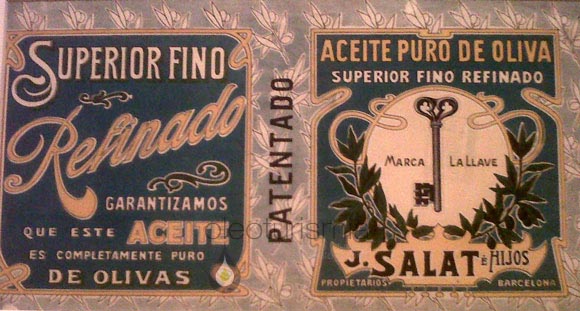 SUPERIOR FINO
Refinado
GARANTIZAMOS
QUE ESTE ACEITE
ES COMPLETAMENTE PURO
DE OLIVAS
PATENTADO
ACEITE PURO DE OLIVA
SUPERIOR FINO REFINADO
MARCA LA LLAVE
J. SALAT É HIJOS
PROPIETARIOS BARCELONA
oleoturismo